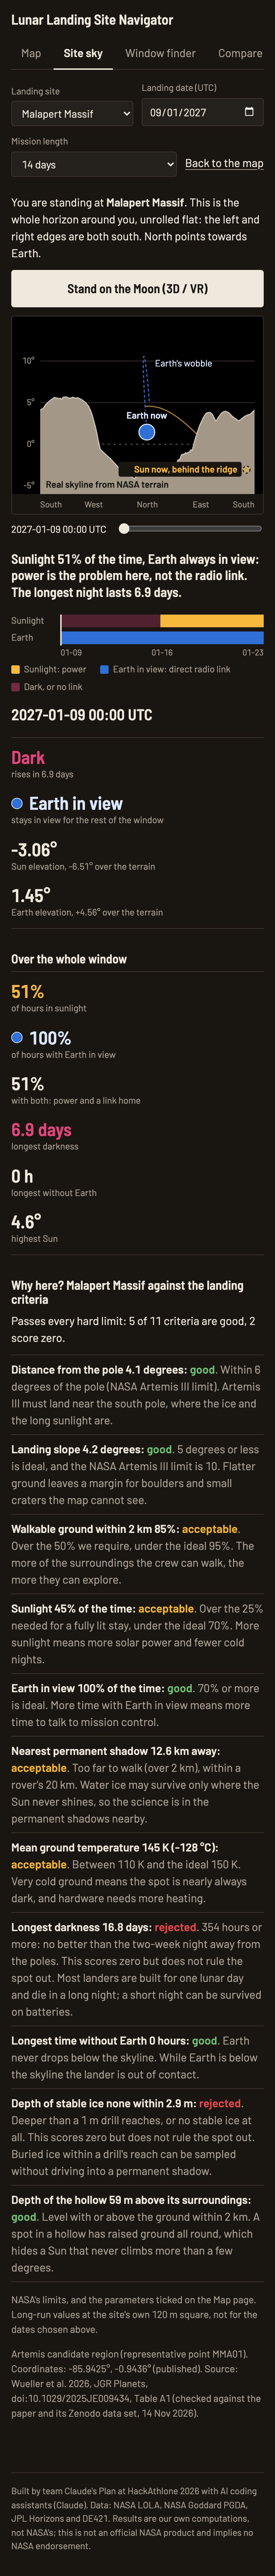 Lunar Landing Site Navigator
Map
Site sky
Window finder
Compare
Landing site
Malapert Massif
Landing date (UTC)
09/01/2027
Mission length
14 days
Back to the map
You are standing at Malapert Massif. This is the
whole horizon around you, unrolled flat: the left and
right edges are both south. North points towards
Earth.
Stand on the Moon (3D / VR)
10°
5°
0°
-5°
Earth's wobble
Earth now
Sun now, behind the ridge
Real skyline from NASA terrain
South
West
North
East
South
2027-01-09 00:00 UTC
Sunlight 51% of the time, Earth always in view:
power is the problem here, not the radio link.
The longest night lasts 6.9 days.
Sunlight
Earth
01-09
01-16
01-23
Sunlight: power
Earth in view: direct radio link
Dark, or no link
2027-01-09 00:00 UTC
Dark
rises in 6.9 days
Earth in view
stays in view for the rest of the window
-3.06°
Sun elevation, -6.51° over the terrain
1.45°
Earth elevation, +4.56° over the terrain
Over the whole window
51%
of hours in sunlight
100%
of hours with Earth in view
51%
with both: power and a link home
6.9 days
longest darkness
0 h
longest without Earth
4.6°
highest Sun
Why here? Malapert Massif against the landing
criteria
Passes every hard limit: 5 of 11 criteria are good, 2
score zero.
Distance from the pole 4.1 degrees: good. Within 6
degrees of the pole (NASA Artemis III limit). Artemis
III must land near the south pole, where the ice and
the long sunlight are.
Landing slope 4.2 degrees: good. 5 degrees or less
is ideal, and the NASA Artemis III limit is 10. Flatter
ground leaves a margin for boulders and small
craters the map cannot see.
Walkable ground within 2 km 85%: acceptable.
Over the 50% we require, under the ideal 95%. The
more of the surroundings the crew can walk, the
more they can explore.
Sunlight 45% of the time: acceptable. Over the 25%
needed for a fully lit stay, under the ideal 70%. More
sunlight means more solar power and fewer cold
nights.
Earth in view 100% of the time: good. 70% or more
is ideal. More time with Earth in view means more
time to talk to mission control.
Nearest permanent shadow 12.6 km away:
acceptable. Too far to walk (over 2 km), within a
rover's 20 km. Water ice may survive only where the
Sun never shines, so the science is in the
permanent shadows nearby.
Mean ground temperature 145 K (-128 °C):
acceptable. Between 110 K and the ideal 150 K.
Very cold ground means the spot is nearly always
dark, and hardware needs more heating.
Longest darkness 16.8 days: rejected. 354 hours or
more: no better than the two-week night away from
the poles. This scores zero but does not rule the
spot out. Most landers are built for one lunar day
and die in a long night; a short night can be survived
on batteries.
Longest time without Earth 0 hours: good. Earth
never drops below the skyline. While Earth is below
the skyline the lander is out of contact.
Depth of stable ice none within 2.9 m: rejected.
Deeper than a 1 m drill reaches, or no stable ice at
all. This scores zero but does not rule the spot out.
Buried ice within a drill's reach can be sampled
without driving into a permanent shadow.
Depth of the hollow 59 m above its surroundings:
good. Level with or above the ground within 2 km. A
spot in a hollow has raised ground all round, which
hides a Sun that never climbs more than a few
degrees.
NASA's limits, and the parameters ticked on the Map page.
Long-run values at the site's own 120 m square, not for the
dates chosen above.
Artemis candidate region (representative point MMA01).
Coordinates: -85.9425°, -0.9436° (published). Source:
Wueller et al. 2026, JGR Planets,
doi:10.1029/2025JE009434, Table A1 (checked against the
paper and its Zenodo data set, 14 Nov 2026).
Built by team Claude's Plan at HackAthlone 2026 with AI coding
assistants (Claude). Data: NASA LOLA, NASA Goddard PGDA,
JPL Horizons and DE421. Results are our own computations,
not NASA's; this is not an official NASA product and implies no
NASA endorsement.